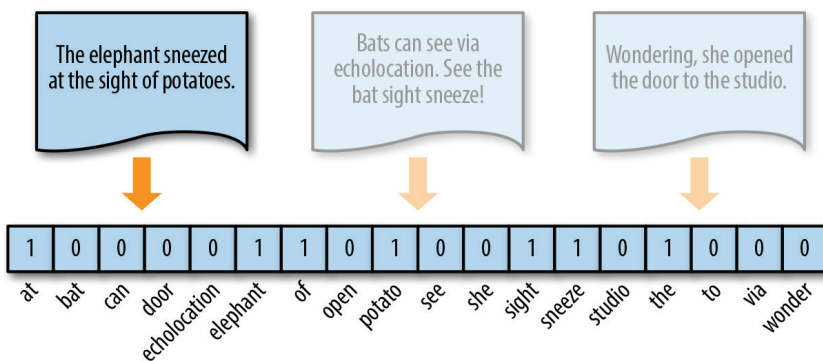 The elephant sneezed
at the sight of potatoes.
Bats can see via
echolocation. See the
bat sight sneeze!
Wondering, she opened
the door to the studio.
1 0 0 0 0 1 1 0 1 0 0 1 1 0 1 0 0 0
at bat can door echolocation elephant of open potato see she sight sneeze studio the to via wonder